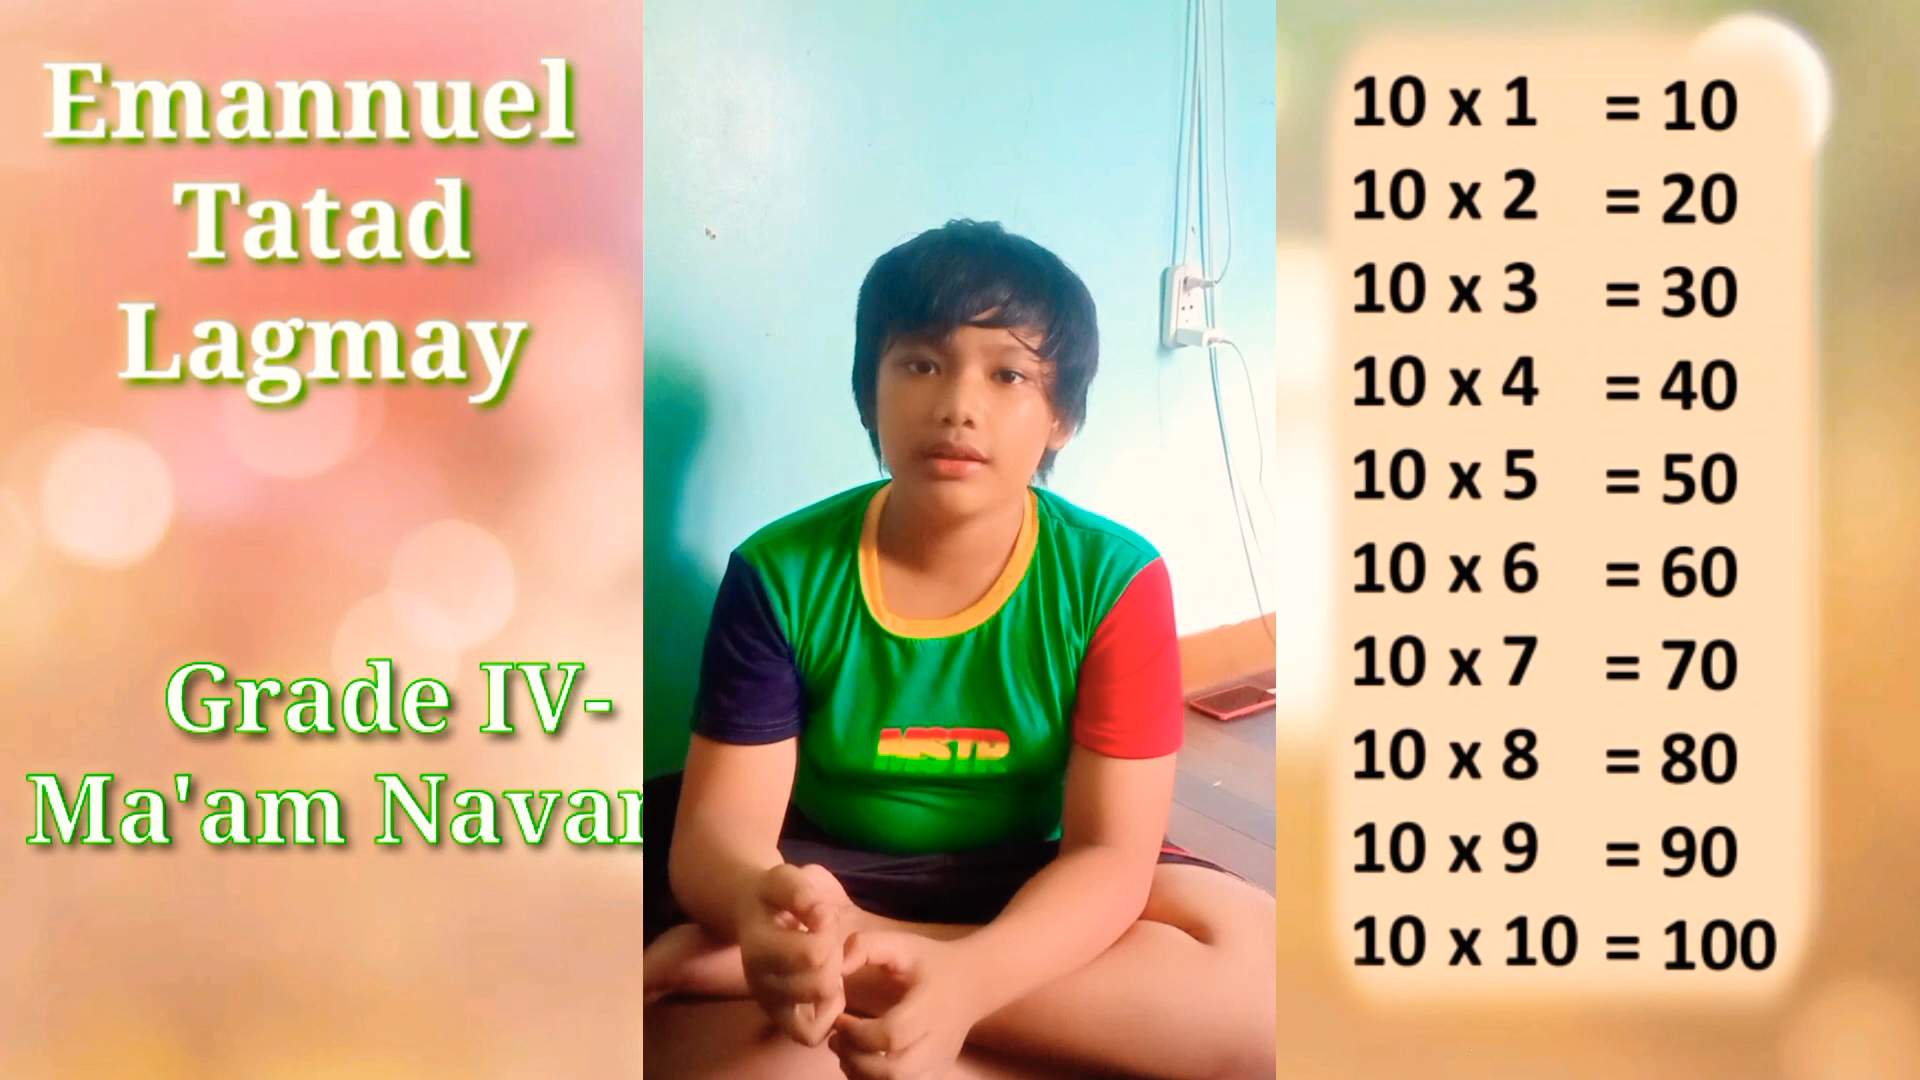 Emannuel
Tatad
Lagmay
Grade IV-
Ma'am
10 x 1 = 10
10 x 2 = 20
10 x 3 = 30
10 x 4 = 40
10 x 5 = 50
10 x 6 = 60
10 x 7 = 70
10 x 8 = 80
10 x 9 = 90
10 x 10 = 100